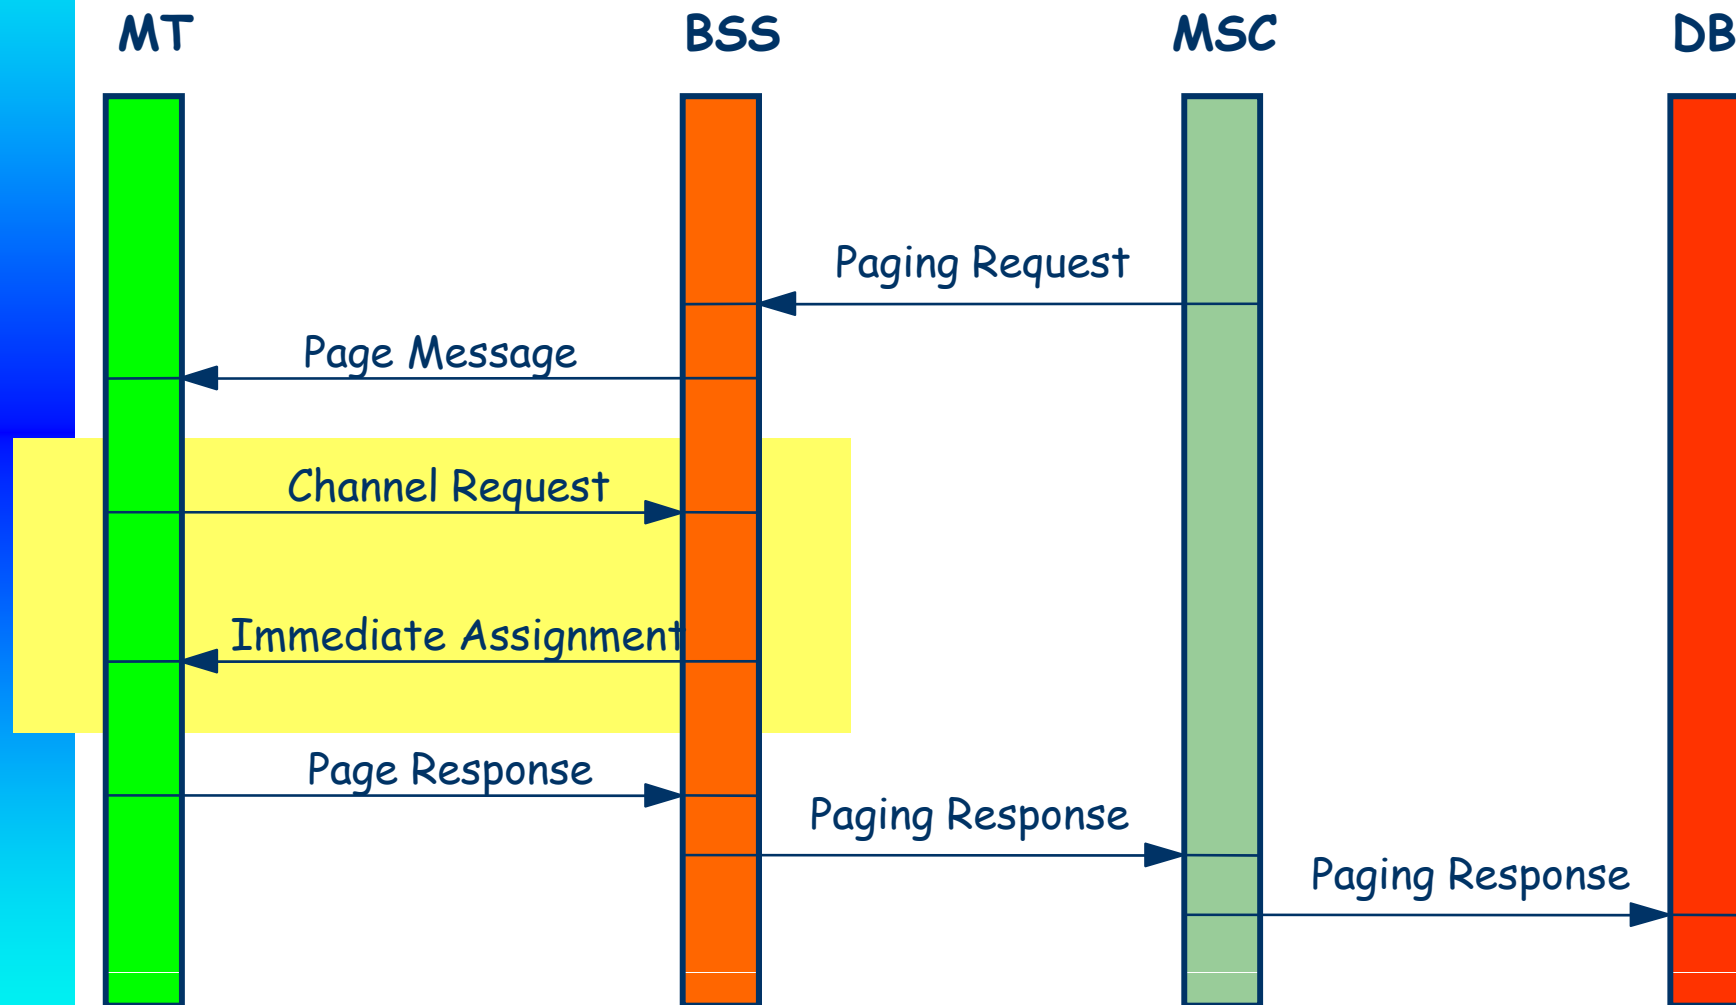 MT BSS MSC DB
Paging Request
Page Message
Channel Request
Immediate Assignment
Page Response
Paging Response
Paging Response